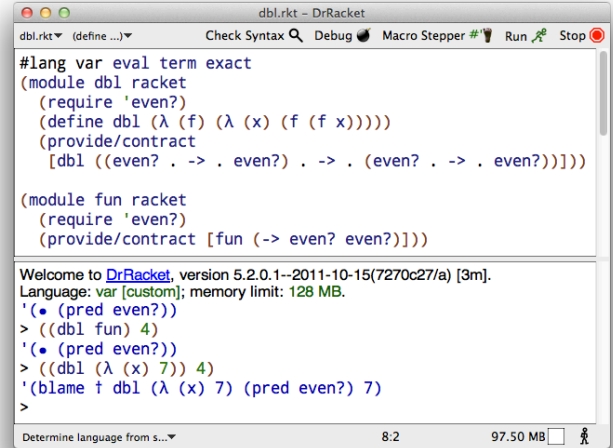 dbl.rkt - DrRacket
dbl.rkt▼ (define ...)▼ Check Syntax Debug Macro Stepper #' Run Stop
#lang var eval term exact
(module dbl racket
(require 'even?)
(define dbl (λ (f) (λ (x) (f (f x)))))
(provide/contract
[dbl ((even? . -> . even?) . -> . (even? . -> . even?))]))
(module fun racket
(require 'even?)
(provide/contract [fun (-> even? even?)]))
Welcome to DrRacket, version 5.2.0.1--2011-10-15(7270c27/a) [3m].
Language: var [custom]; memory limit: 128 MB.
'(● (pred even?))
> ((dbl fun) 4)
'(● (pred even?))
> ((dbl (λ (x) 7)) 4)
'(blame † dbl (λ (x) 7) (pred even?) 7)
>
Determine language from s...▼ 8:2 97.50 MB